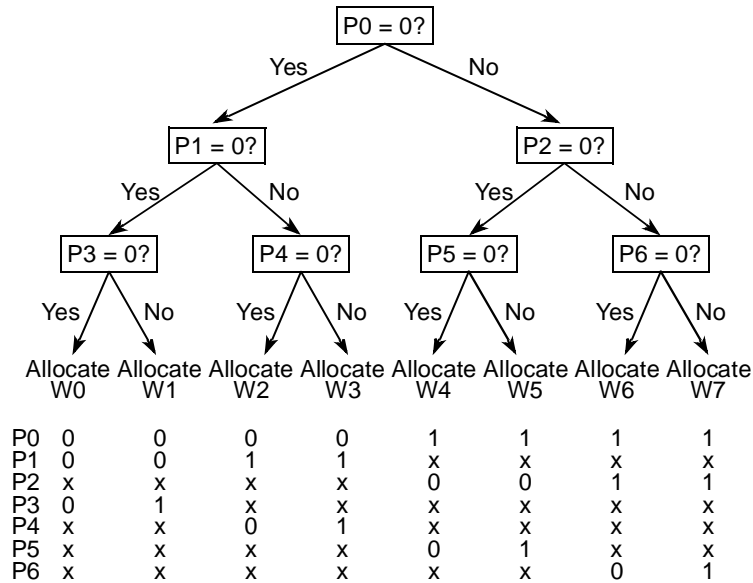 P0 = 0?
Yes No
P1 = 0? P2 = 0?
Yes No Yes No
P3 = 0? P4 = 0? P5 = 0? P6 = 0?
Yes No Yes No Yes No Yes No
Allocate Allocate Allocate Allocate Allocate Allocate Allocate Allocate
W0 W1 W2 W3 W4 W5 W6 W7
P0 0 0 0 0 1 1 1 1
P1 0 0 1 1 x x x x
P2 x x x x 0 0 1 1
P3 0 1 x x x x x x
P4 x x 0 1 x x x x
P5 x x x x 0 1 x x
P6 x x x x x x 0 1